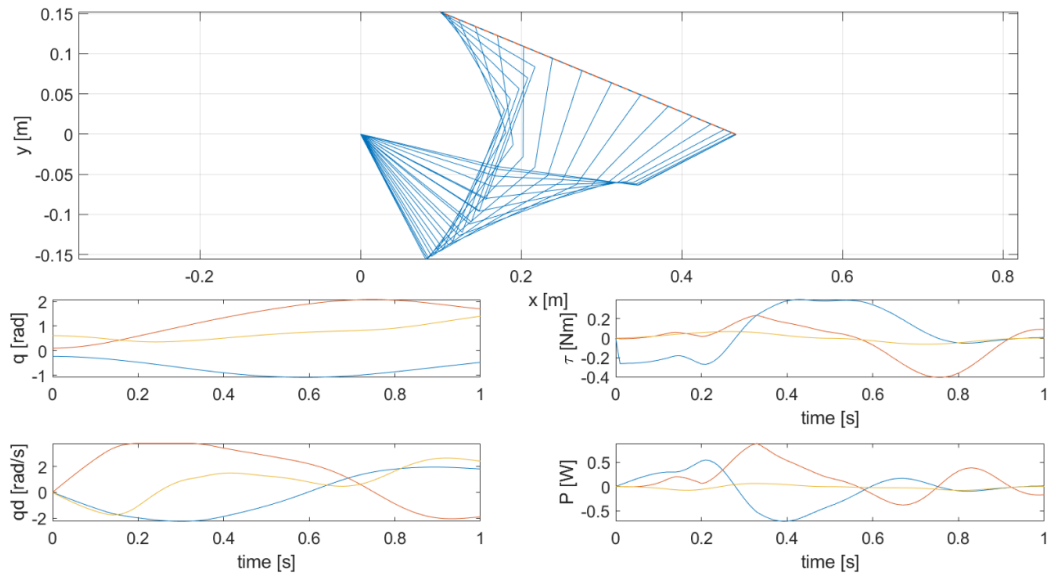 0.15
0.1
0.05
0
-0.05
-0.1
-0.15
y [m]
-0.2 0 0.2 0.4 0.6 0.8
x [m]
2
1
0
-1
q [rad]
0 0.2 0.4 0.6 0.8 1
0.2
0
-0.2
-0.4
τ [Nm]
0 0.2 0.4 0.6 0.8 1
time [s]
2
0
-2
qd [rad/s]
0 0.2 0.4 0.6 0.8 1
time [s]
0.5
0
-0.5
P [W]
0 0.2 0.4 0.6 0.8 1
time [s]